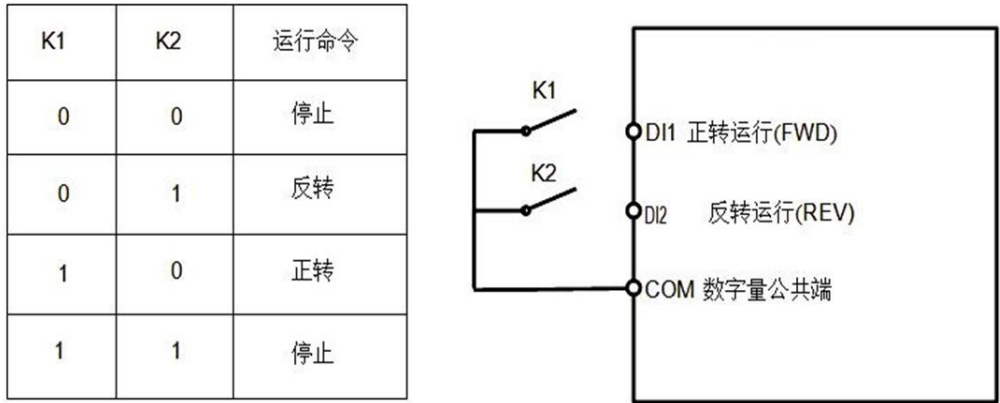 K1 K2 运行命令
0 0 停止
0 1 反转
1 0 正转
1 1 停止
K1
DI1 正转运行(FWD)
K2
DI2 反转运行(REV)
COM 数字量公共端